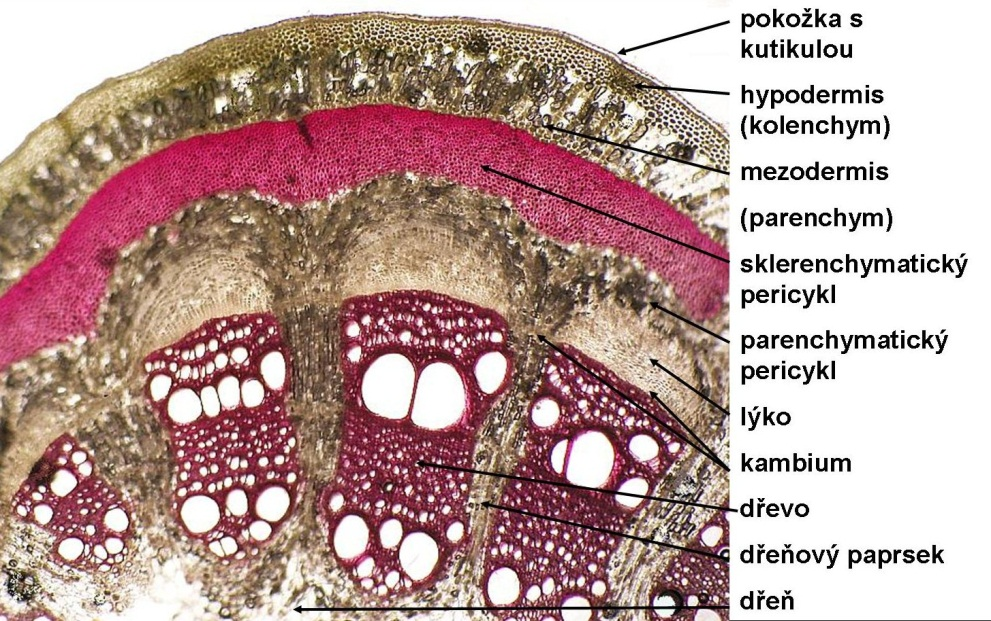 pokožka s
kutikulou
hypodermis
(kolenchym)
mezodermis
(parenchym)
sklerenchymatický
pericykl
parenchymatický
pericykl
lýko
kambium
dřevo
dřeňový paprsek
dřeň